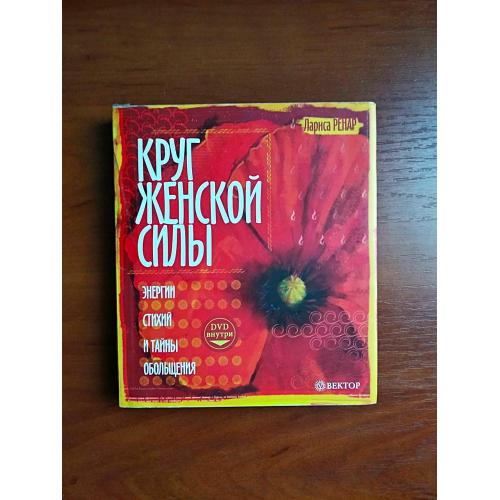 Лариса РЕНАР
КРУГ
ЖЕНСКОЙ
СИЛЫ
ЭНЕРГИИ
СТИХИЙ
И ТАЙНЫ
ОБОЛЬЩЕНИЯ
DVD
внутри
ВЕКТОР